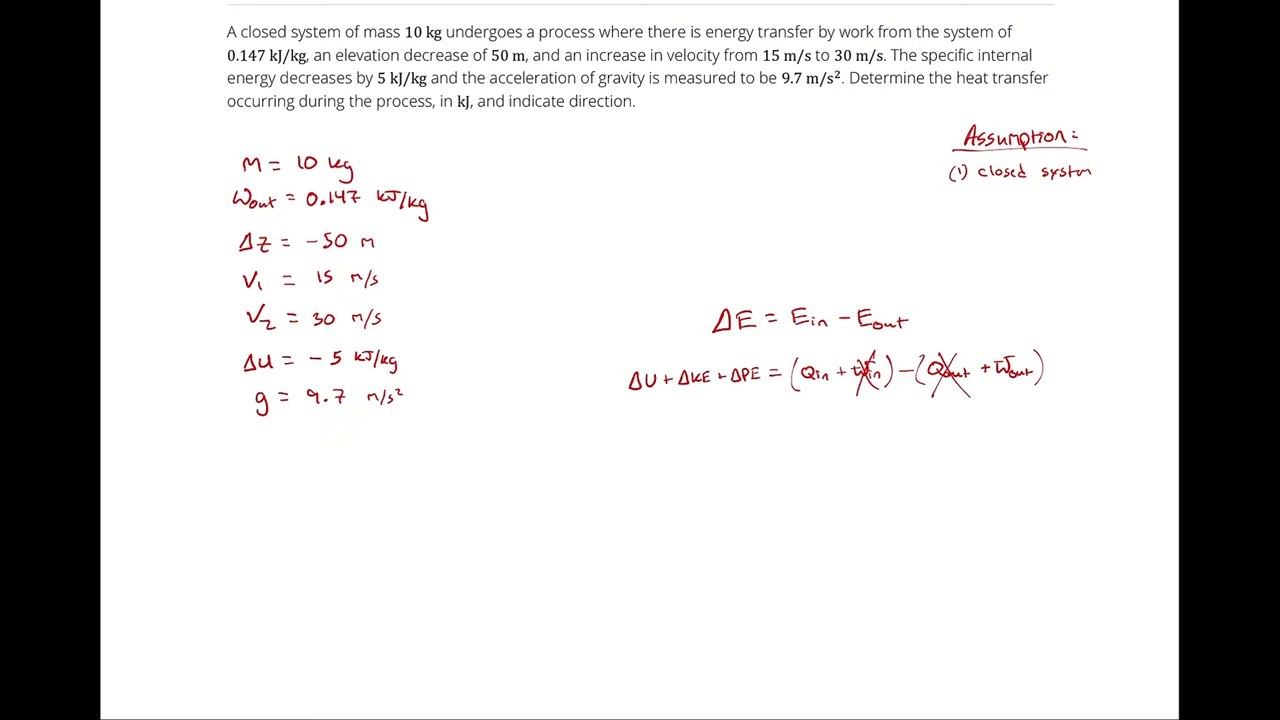 A closed system of mass 10 kg undergoes a process where there is energy transfer by work from the system of
0.147 kJ/kg, an elevation decrease of 50 m, and an increase in velocity from 15 m/s to 30 m/s. The specific internal
energy decreases by 5 kJ/kg and the acceleration of gravity is measured to be 9.7 m/s². Determine the heat transfer
occurring during the process, in kJ, and indicate direction.
Assumption:
(1) closed system
m = 10 kg
Wout = 0.147 kJ/kg
Δz = -50 m
V₁ = 15 m/s
V₂ = 30 m/s
Δu = -5 kJ/kg
g = 9.7 m/s²
ΔE = Ein - Eout
ΔU + ΔKE + ΔPE = (Qin + Win) - (Qout + Wout)